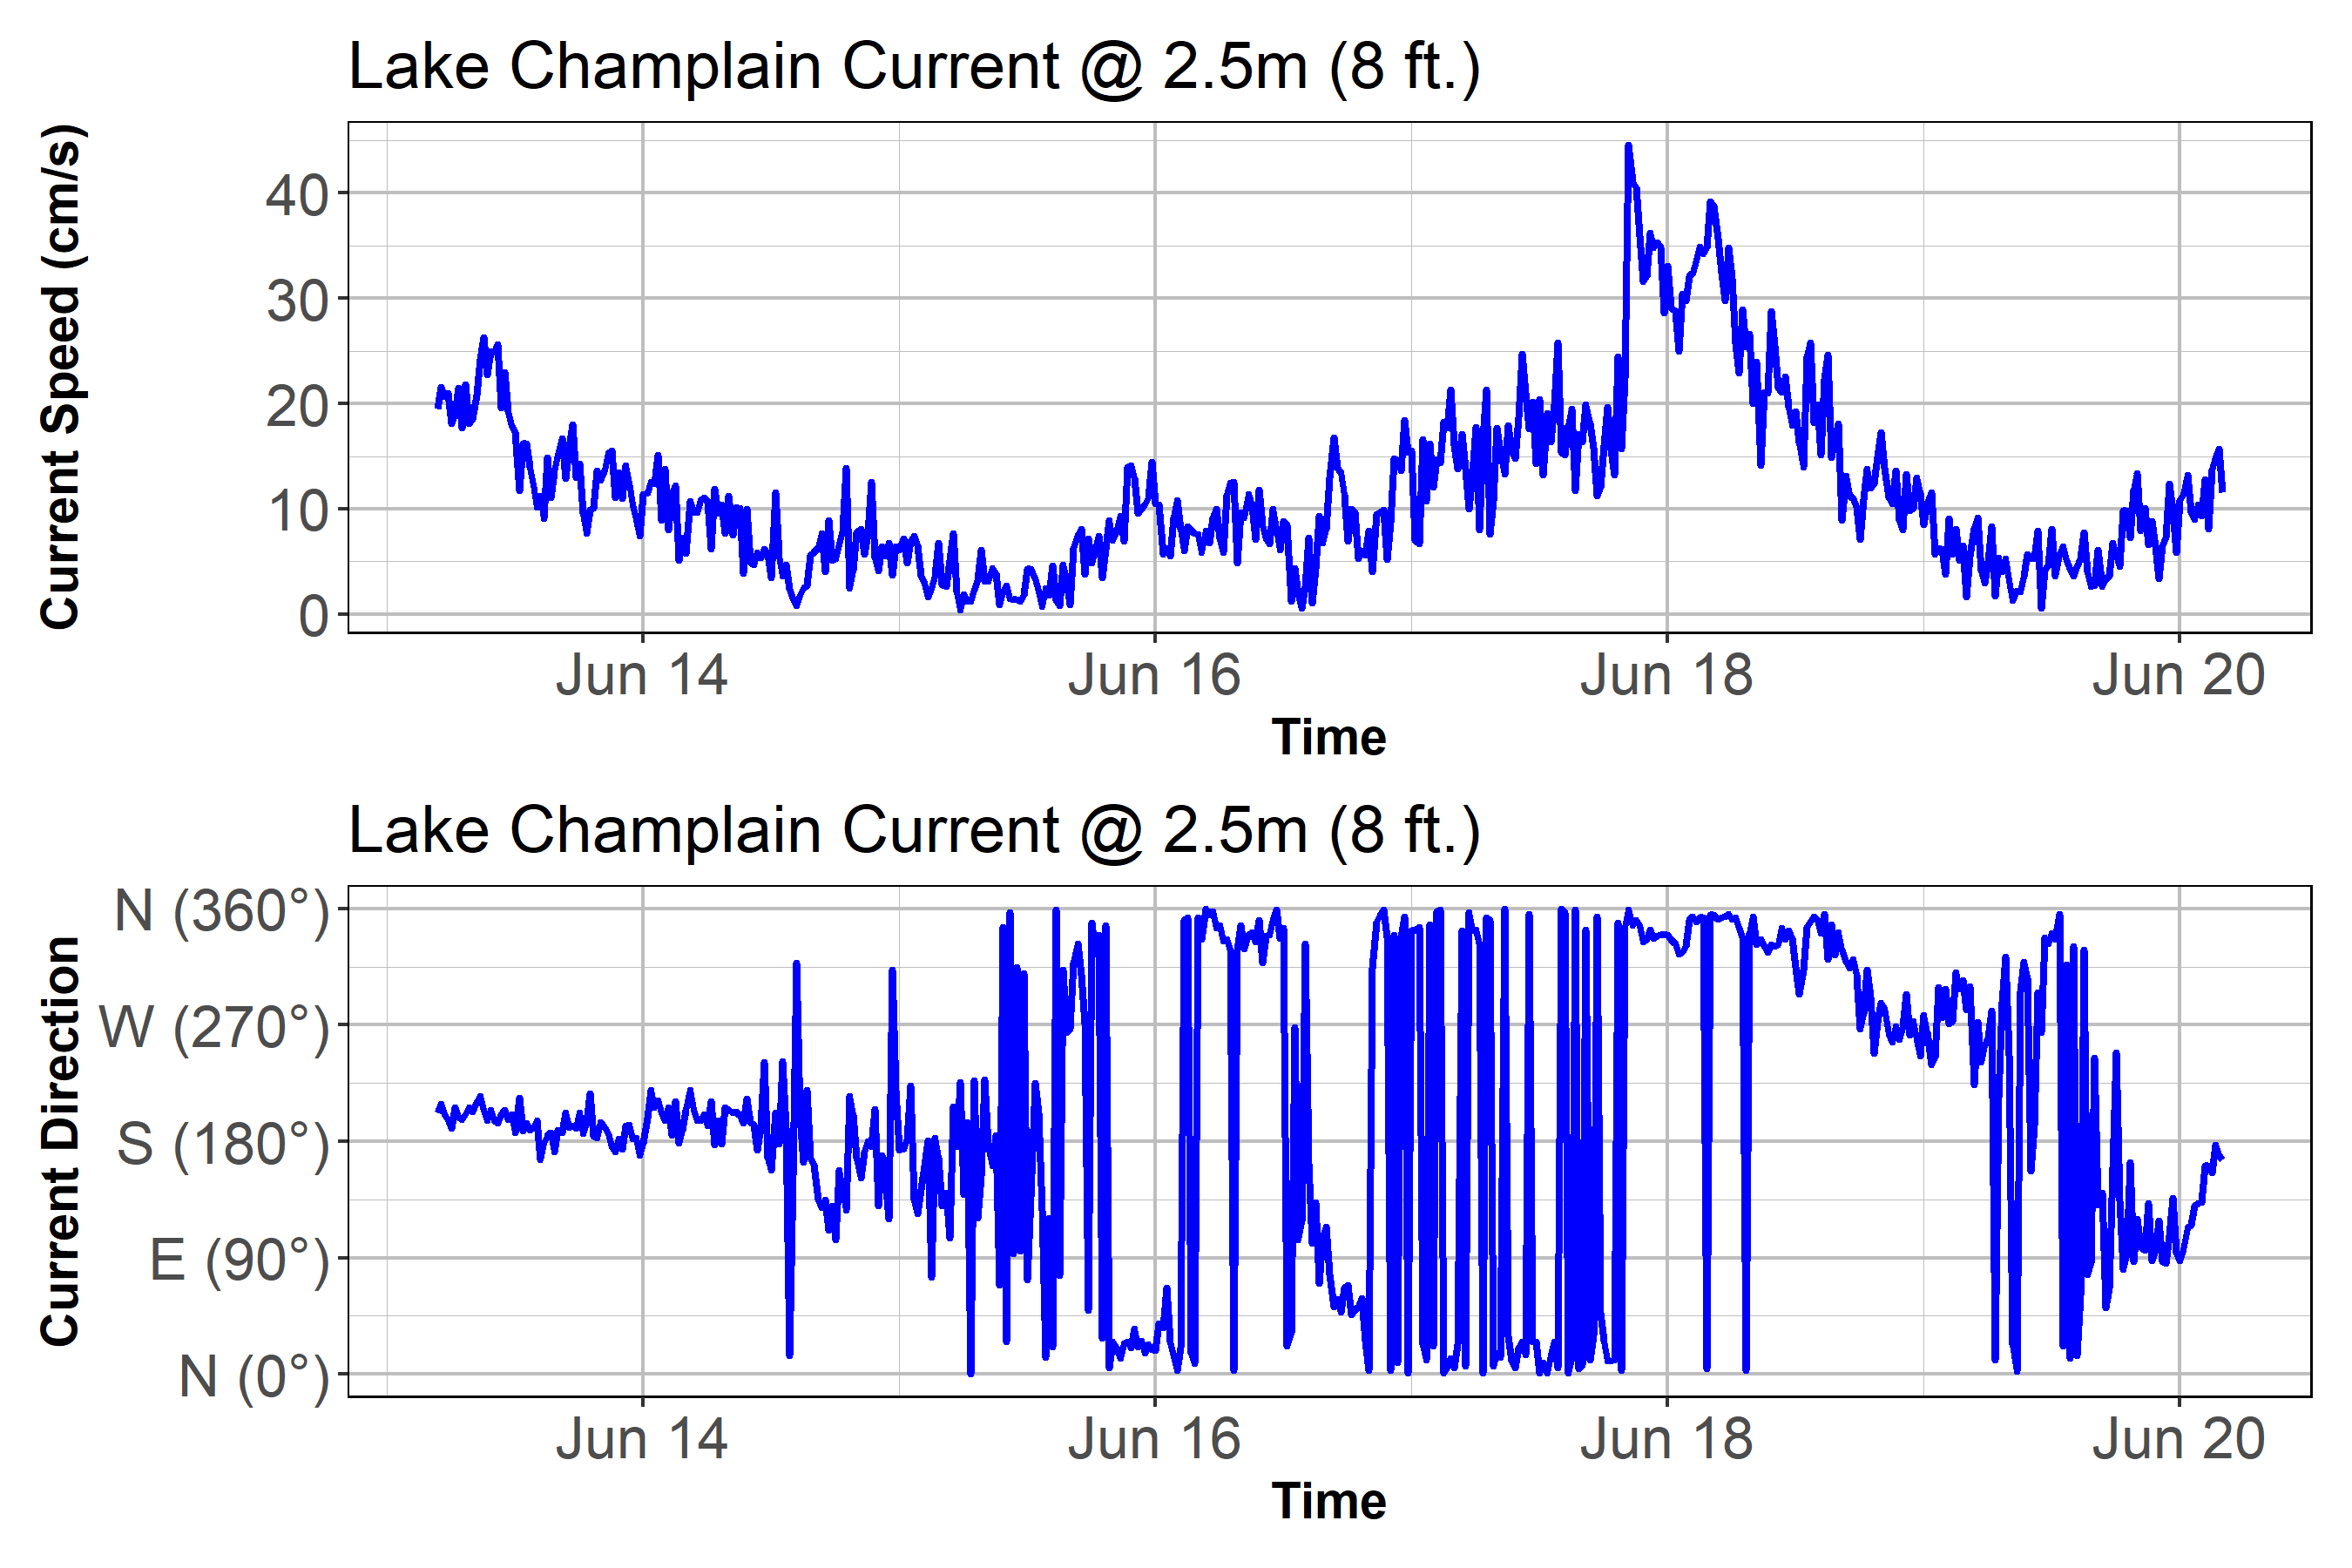 Lake Champlain Current @ 2.5m (8 ft.)
Current Speed (cm/s)
40
30
20
10
0
Jun 14 Jun 16 Jun 18 Jun 20
Time
Lake Champlain Current @ 2.5m (8 ft.)
Current Direction
N (360°)
W (270°)
S (180°)
E (90°)
N (0°)
Jun 14 Jun 16 Jun 18 Jun 20
Time